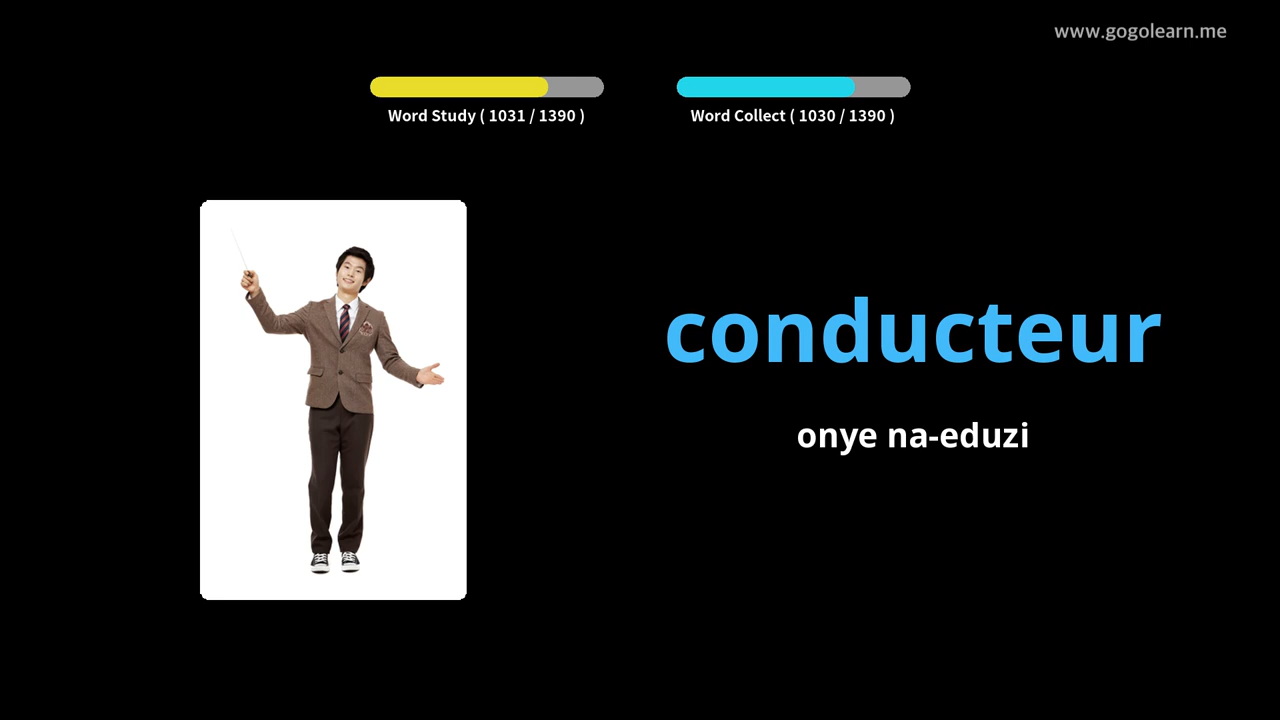 www.gogolearn.me
Word Study ( 1031 / 1390 )
Word Collect ( 1030 / 1390 )
conducteur
onye na-eduzi